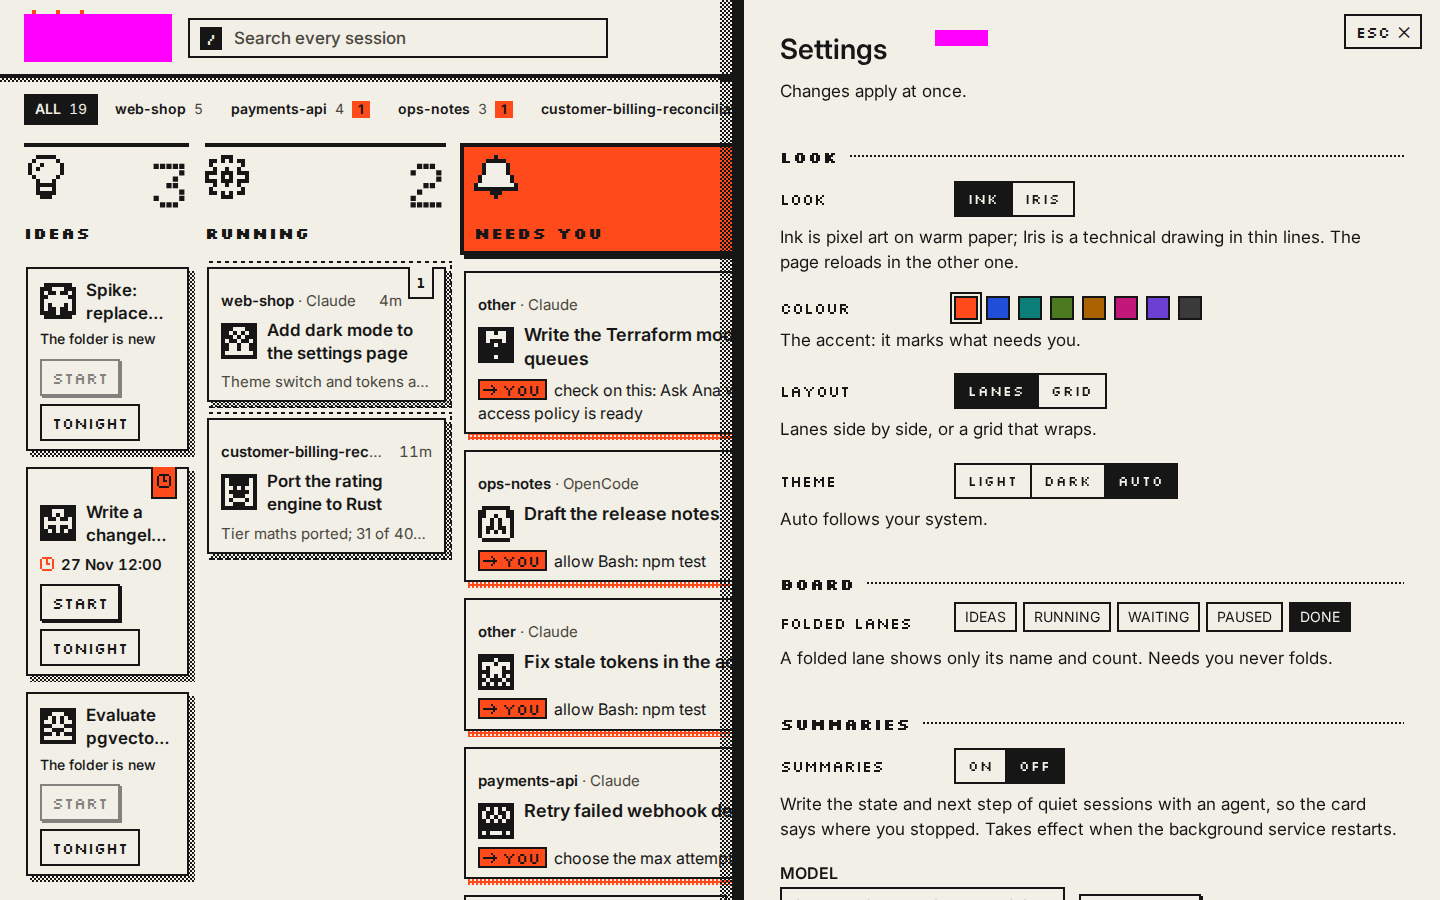 Search every session
ALL 19
web-shop 5
payments-api 4 1
ops-notes 3 1
customer-billing-reconcili
3
IDEAS
2
RUNNING
NEEDS YOU
Spike:
replace...
The folder is new
START
TONIGHT
Write a
changel...
27 Nov 12:00
START
TONIGHT
Evaluate
pgvecto...
The folder is new
START
TONIGHT
1
web-shop · Claude 4m
Add dark mode to
the settings page
Theme switch and tokens a...
customer-billing-rec... 11m
Port the rating
engine to Rust
Tier maths ported; 31 of 40...
other · Claude
Write the Terraform mo
queues
→ YOU check on this: Ask Ana
access policy is ready
ops-notes · OpenCode
Draft the release notes
→ YOU allow Bash: npm test
other · Claude
Fix stale tokens in the a
→ YOU allow Bash: npm test
payments-api · Claude
Retry failed webhook de
→ YOU choose the max attemp
Settings
ESC ×
Changes apply at once.
LOOK
LOOK
INK IRIS
Ink is pixel art on warm paper; Iris is a technical drawing in thin lines. The
page reloads in the other one.
COLOUR
The accent: it marks what needs you.
LAYOUT
LANES GRID
Lanes side by side, or a grid that wraps.
THEME
LIGHT DARK AUTO
Auto follows your system.
BOARD
FOLDED LANES
IDEAS RUNNING WAITING PAUSED DONE
A folded lane shows only its name and count. Needs you never folds.
SUMMARIES
SUMMARIES
ON OFF
Write the state and next step of quiet sessions with an agent, so the card
says where you stopped. Takes effect when the background service restarts.
MODEL